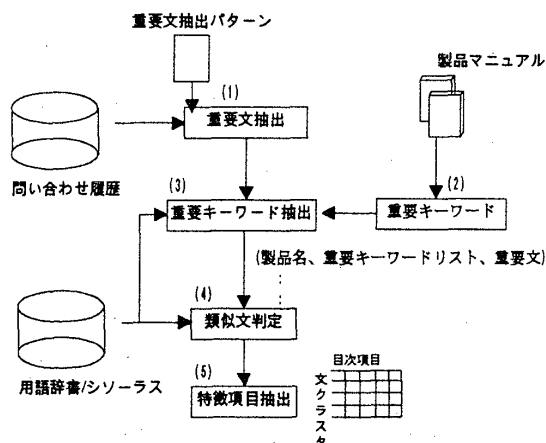 重要文抽出パターン
製品マニュアル
(1)
重要文抽出
問い合わせ履歴
(3)
(2)
重要キーワード抽出
重要キーワード
(製品名、重要キーワードリスト、重要文)
(4)
類似文判定
用語辞書/シソーラス
(5)
目次項目
特徴項目抽出
文クラスタ